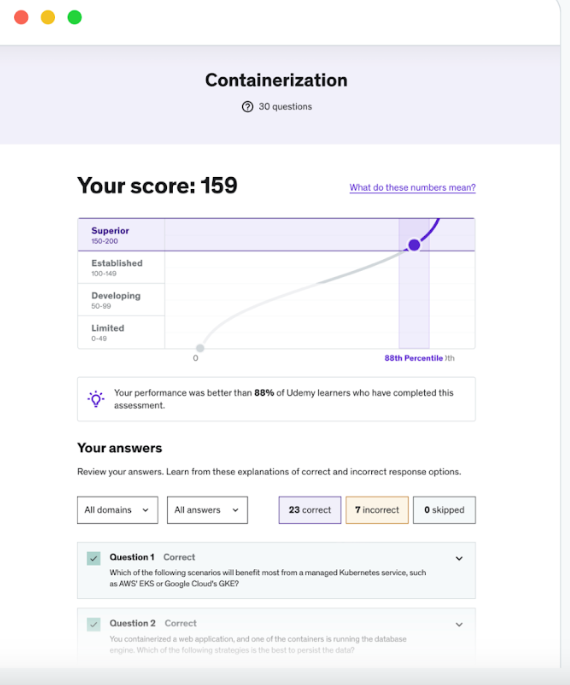 Containerization
30 questions
Your score: 159
What do these numbers mean?
Superior
150-200
Established
100-149
Developing
50-99
Limited
0-49
0
88th Percentile
Your performance was better than 88% of Udemy learners who have completed this
assessment.
Your answers
Review your answers. Learn from these explanations of correct and incorrect response options.
All domains
All answers
23 correct
7 incorrect
0 skipped
Question 1 Correct
Which of the following scenarios will benefit most from a managed Kubernetes service, such
as AWS' EKS or Google Cloud's GKE?
Question 2 Correct
You containerized a web application, and one of the containers is running the database
engine. Which of the following strategies is the best to persist the data?